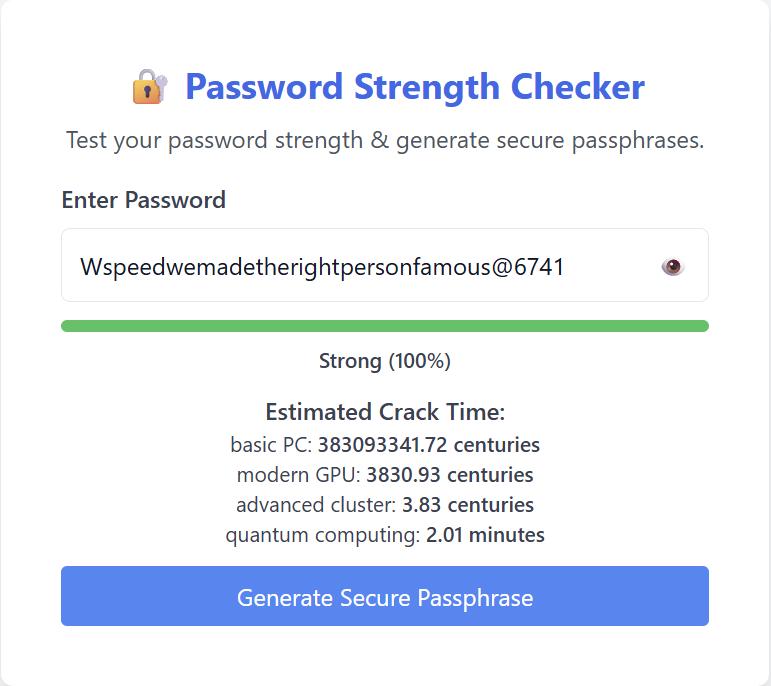 Password Strength Checker
Test your password strength & generate secure passphrases.
Enter Password
Wspeedwemadetherightpersonfamous@6741
Strong (100%)
Estimated Crack Time:
basic PC: 383093341.72 centuries
modern GPU: 3830.93 centuries
advanced cluster: 3.83 centuries
quantum computing: 2.01 minutes
Generate Secure Passphrase